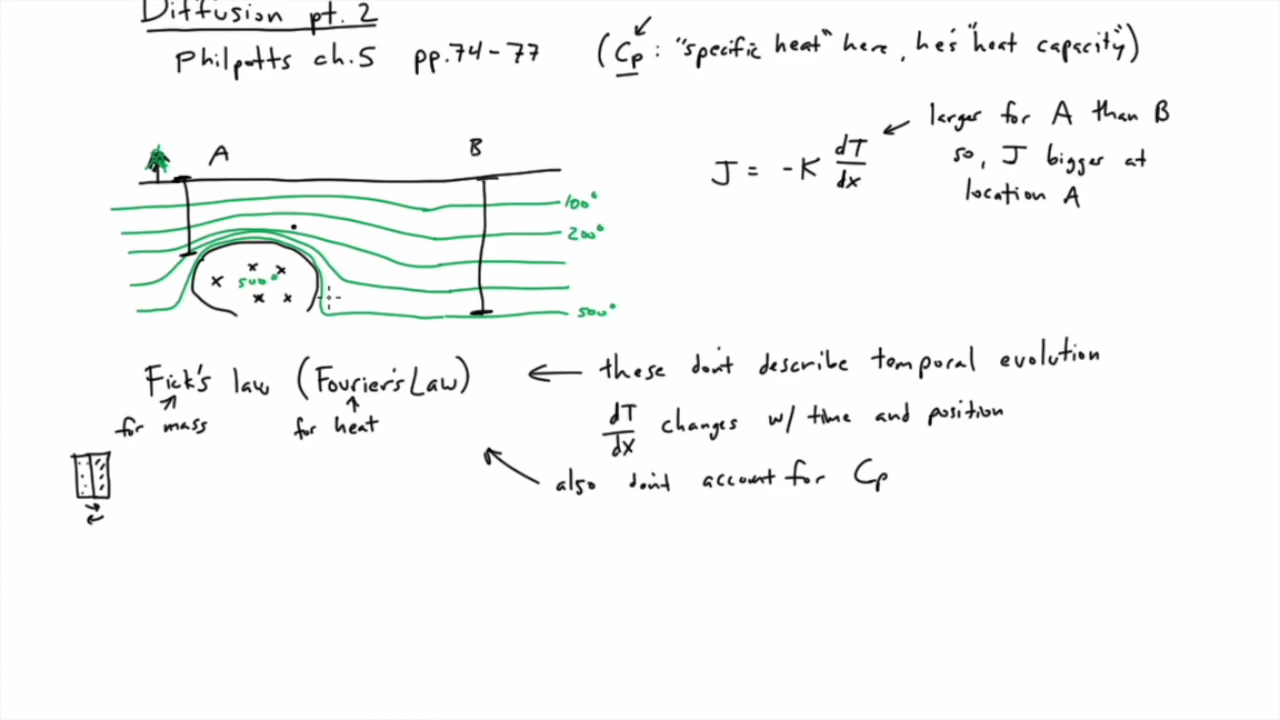 Diffusion pt. 2
Philpotts ch.5 pp.74-77
(Cp: "specific heat" here, he's "heat capacity")
A
B
100°
200°
500°
500°
J = -K dT/dx
larger for A than B
so, J bigger at
location A
Fick's law (Fourier's Law)
for mass
for heat
these don't describe temporal evolution
dT/dx changes w/ time and position
also don't account for Cp